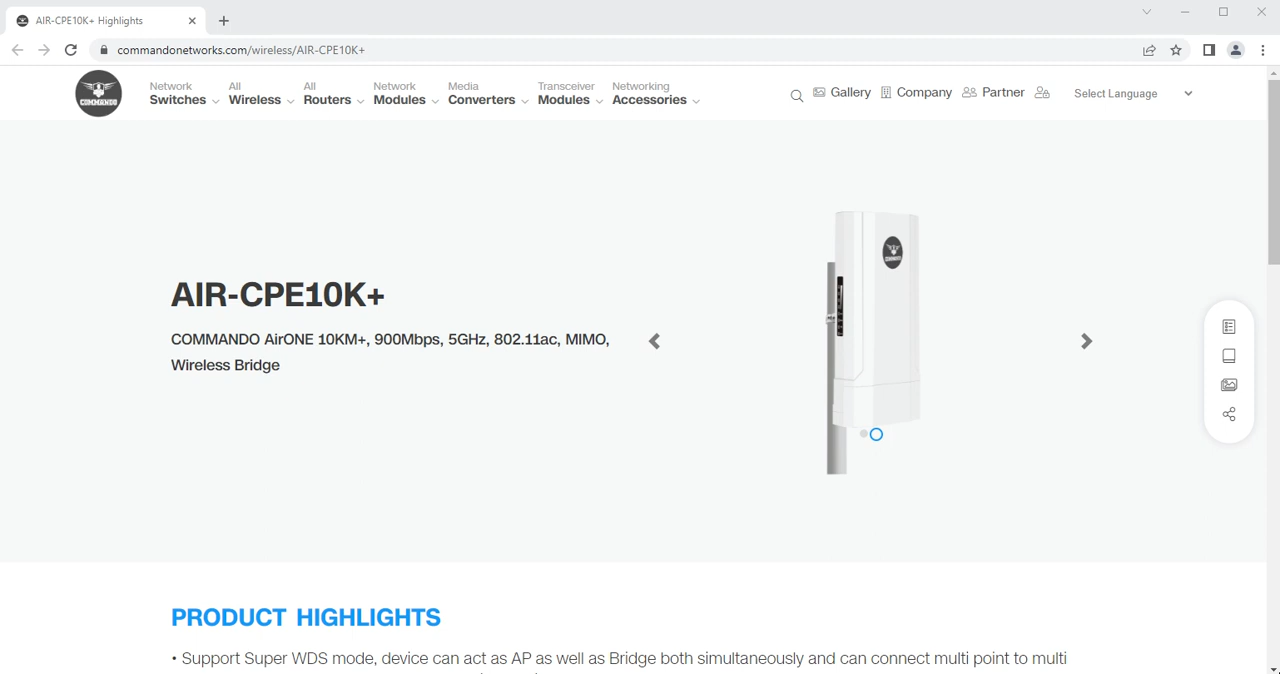 AIR-CPE10K+ Highlights
commandonetworks.com/wireless/AIR-CPE10K+
COMMANDO
Network Switches
All Wireless
All Routers
Network Modules
Media Converters
Transceiver Modules
Networking Accessories
Gallery
Company
Partner
Select Language
COMMANDO
AIR-CPE10K+
COMMANDO AirONE 10KM+, 900Mbps, 5GHz, 802.11ac, MIMO,
Wireless Bridge
PRODUCT HIGHLIGHTS
• Support Super WDS mode, device can act as AP as well as Bridge both simultaneously and can connect multi point to multi